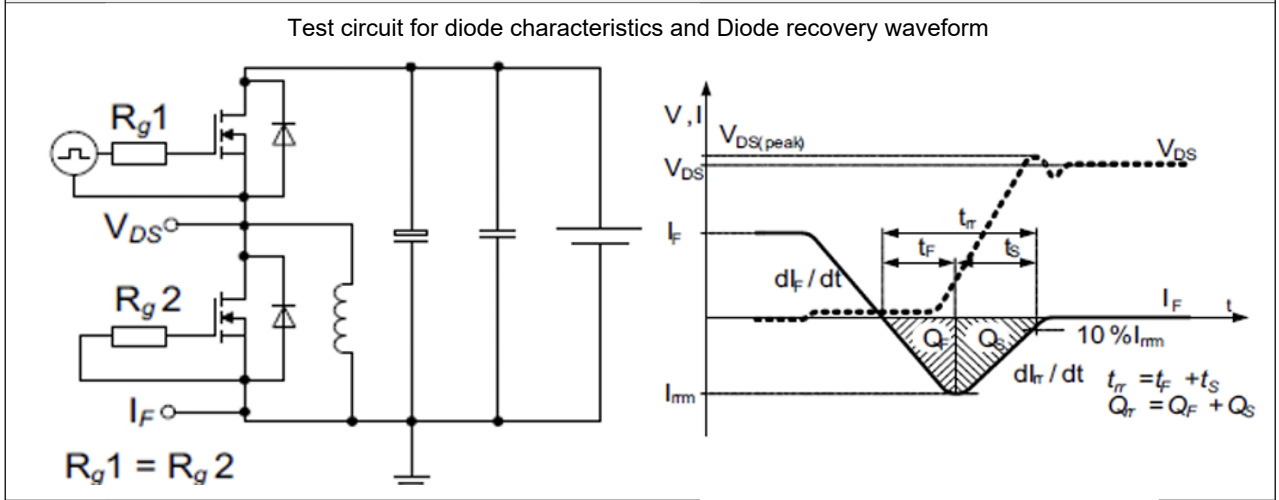 Test circuit for diode characteristics and Diode recovery waveform
Rg1
VDS
Rg2
IF
Rg1 = Rg2
V,I
VDS(peak)
VDS
VDS
IF
trr
tF
tS
dIF/dt
IF
t
QF
QS
10%Irrm
dIrr/dt
Irrm
trr =tF +tS
Qrr =QF +QS